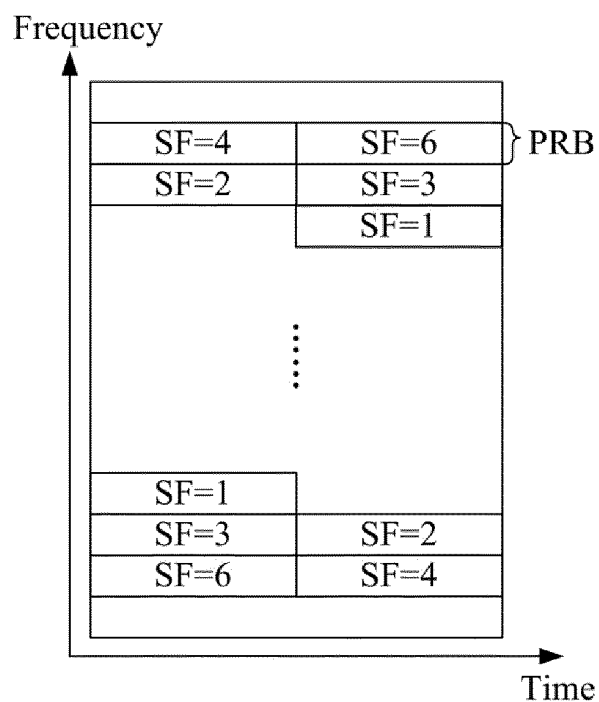 Frequency
SF=4 SF=6 PRB
SF=2 SF=3
SF=1
SF=1
SF=3 SF=2
SF=6 SF=4
Time